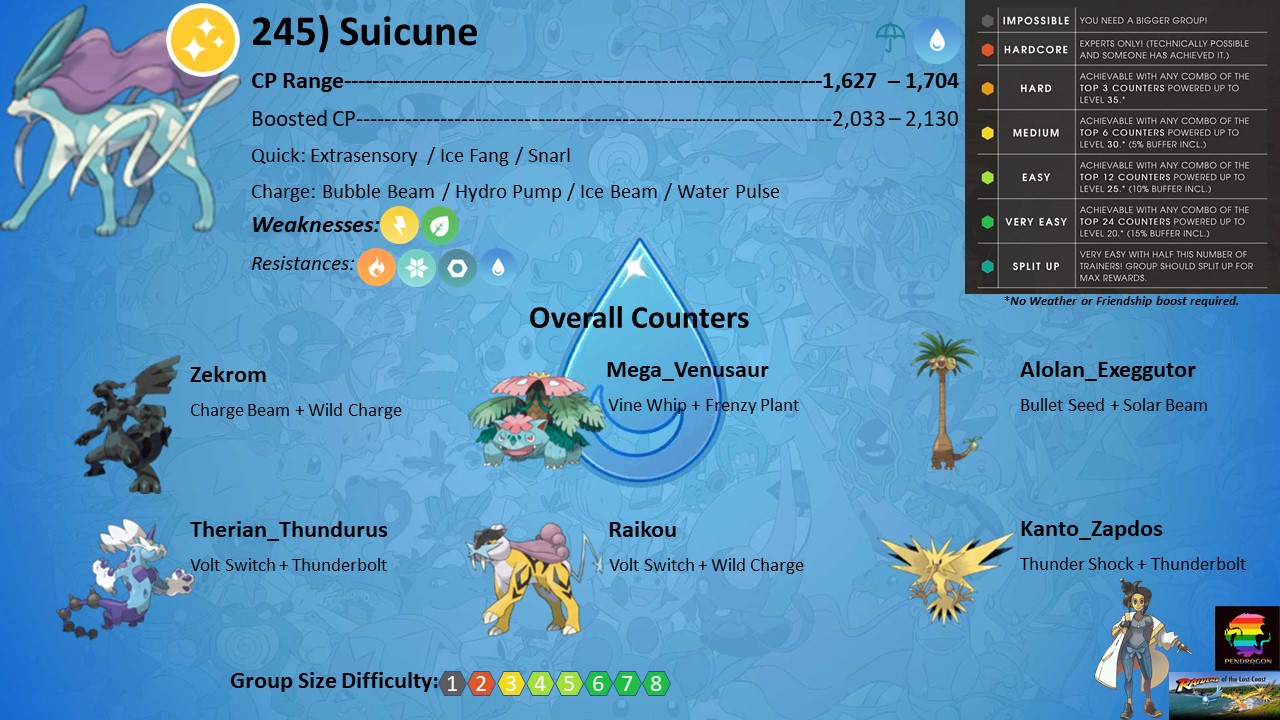 245) Suicune
CP Range----------------------------------------------------------------------1,627 – 1,704
Boosted CP----------------------------------------------------------------------2,033 – 2,130
Quick: Extrasensory / Ice Fang / Snarl
Charge: Bubble Beam / Hydro Pump / Ice Beam / Water Pulse
Weaknesses:
Resistances:
IMPOSSIBLE YOU NEED A BIGGER GROUP!
HARDCORE EXPERTS ONLY! (TECHNICALLY POSSIBLE
AND SOMEONE HAS ACHIEVED IT.)
HARD ACHIEVABLE WITH ANY COMBO OF THE
TOP 3 COUNTERS POWERED UP TO
LEVEL 35.*
MEDIUM ACHIEVABLE WITH ANY COMBO OF THE
TOP 6 COUNTERS POWERED UP TO
LEVEL 30.* (5% BUFFER INCL.)
EASY ACHIEVABLE WITH ANY COMBO OF THE
TOP 12 COUNTERS POWERED UP TO
LEVEL 25.* (10% BUFFER INCL.)
VERY EASY ACHIEVABLE WITH ANY COMBO OF THE
TOP 24 COUNTERS POWERED UP TO
LEVEL 20.* (15% BUFFER INCL.)
SPLIT UP VERY EASY WITH HALF THIS NUMBER OF
TRAINERS! GROUP SHOULD SPLIT UP FOR
MAX REWARDS.
*No Weather or Friendship boost required.
Overall Counters
Zekrom
Charge Beam + Wild Charge
Mega_Venusaur
Vine Whip + Frenzy Plant
Alolan_Exeggutor
Bullet Seed + Solar Beam
Therian_Thundurus
Volt Switch + Thunderbolt
Raikou
Volt Switch + Wild Charge
Kanto_Zapdos
Thunder Shock + Thunderbolt
Group Size Difficulty: 1 2 3 4 5 6 7 8
PENDRAGON
RAIDERS of the Lost Coast